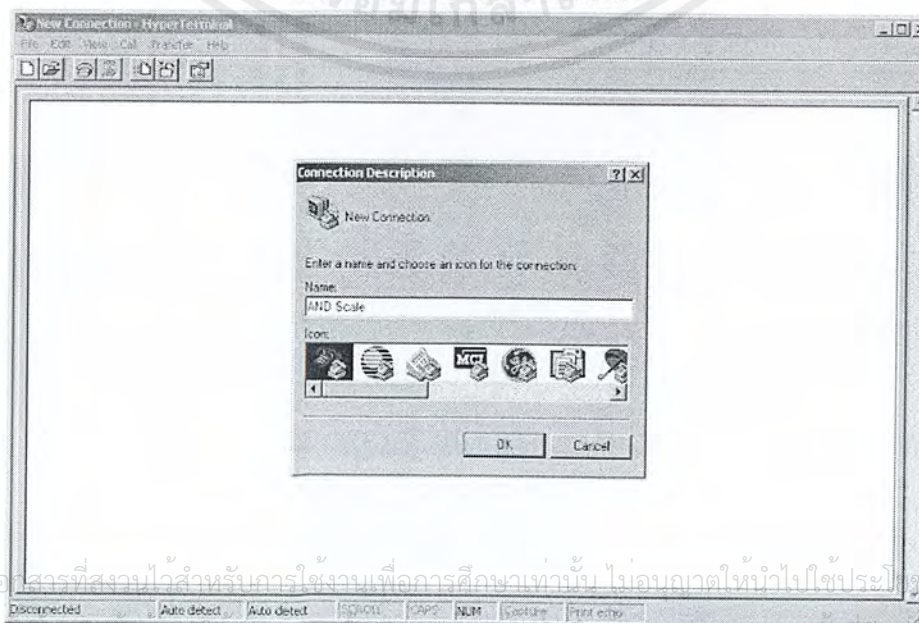 New Connection - HyperTerminal
File Edit View Call Transfer Help
Connection Description
New Connection
Enter a name and choose an icon for the connection:
Name:
AND Scale
Icon:
MCI
OK Cancel
สารที่สงวนไว้สำหรับการใช้งานเพื่อการศึกษาเท่านั้น ไม่อนุญาตให้นำไปใช้ประโย
Disconnected Auto detect Auto detect SCROLL CAPS NUM Capture Print echo